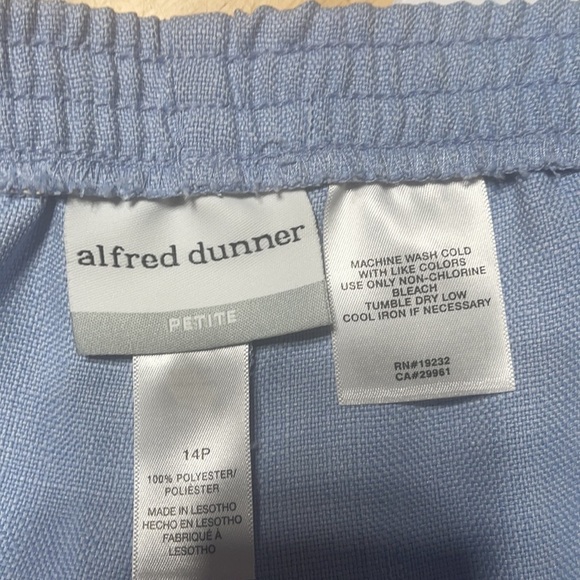 alfred dunner
PETITE
14P
100% POLYESTER/
POLIÉSTER
MADE IN LESOTHO
HECHO EN LESOTHO
FABRIQUÉ À
LESOTHO
MACHINE WASH COLD
WITH LIKE COLORS
USE ONLY NON-CHLORINE
BLEACH
TUMBLE DRY LOW
COOL IRON IF NECESSARY
RN#19232
CA#29961